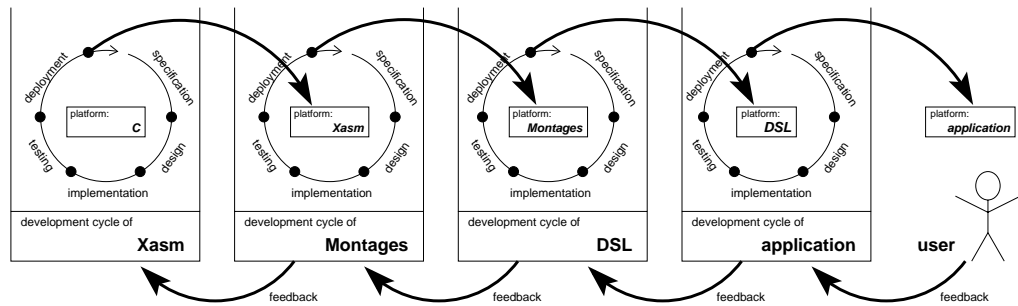 deployment
specification
platform:
C
testing
design
implementation
development cycle of
Xasm
deployment
specification
platform:
Xasm
testing
design
implementation
development cycle of
Montages
deployment
specification
platform:
Montages
testing
design
implementation
development cycle of
DSL
deployment
specification
platform:
DSL
testing
design
implementation
development cycle of
application
platform:
application
user
feedback
feedback
feedback
feedback